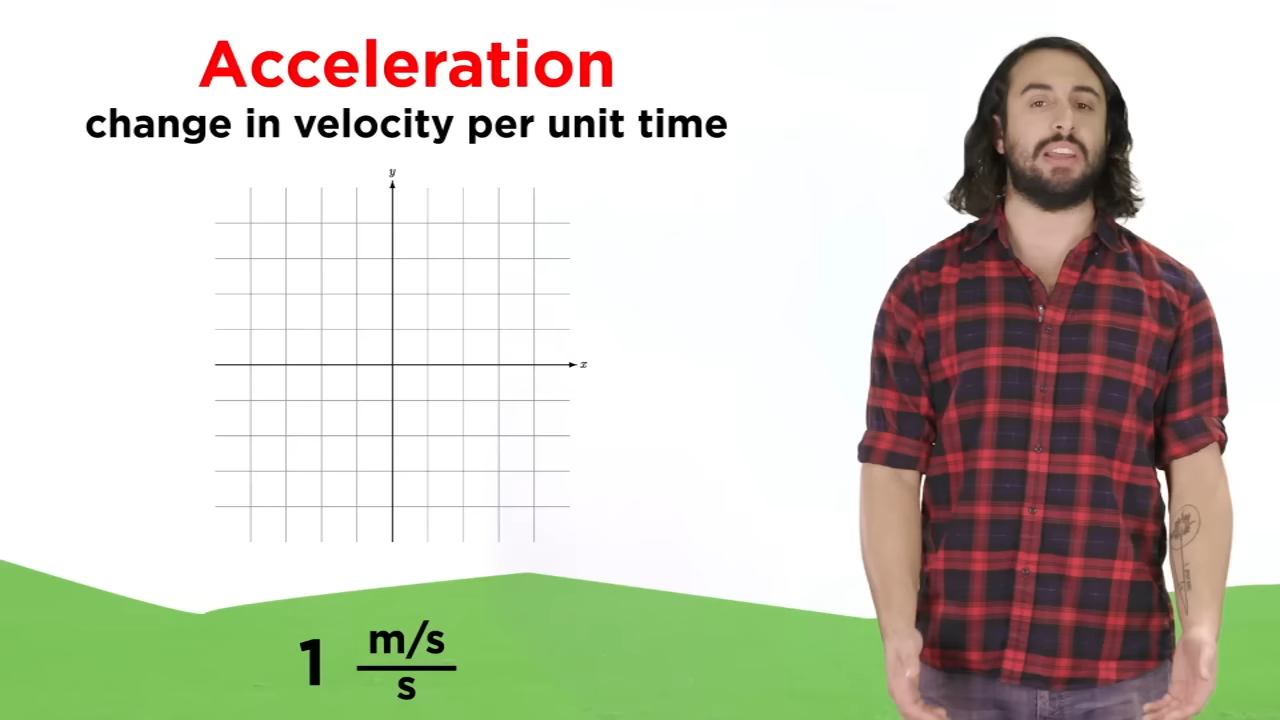 Acceleration
change in velocity per unit time
y
x
1 m/s
s